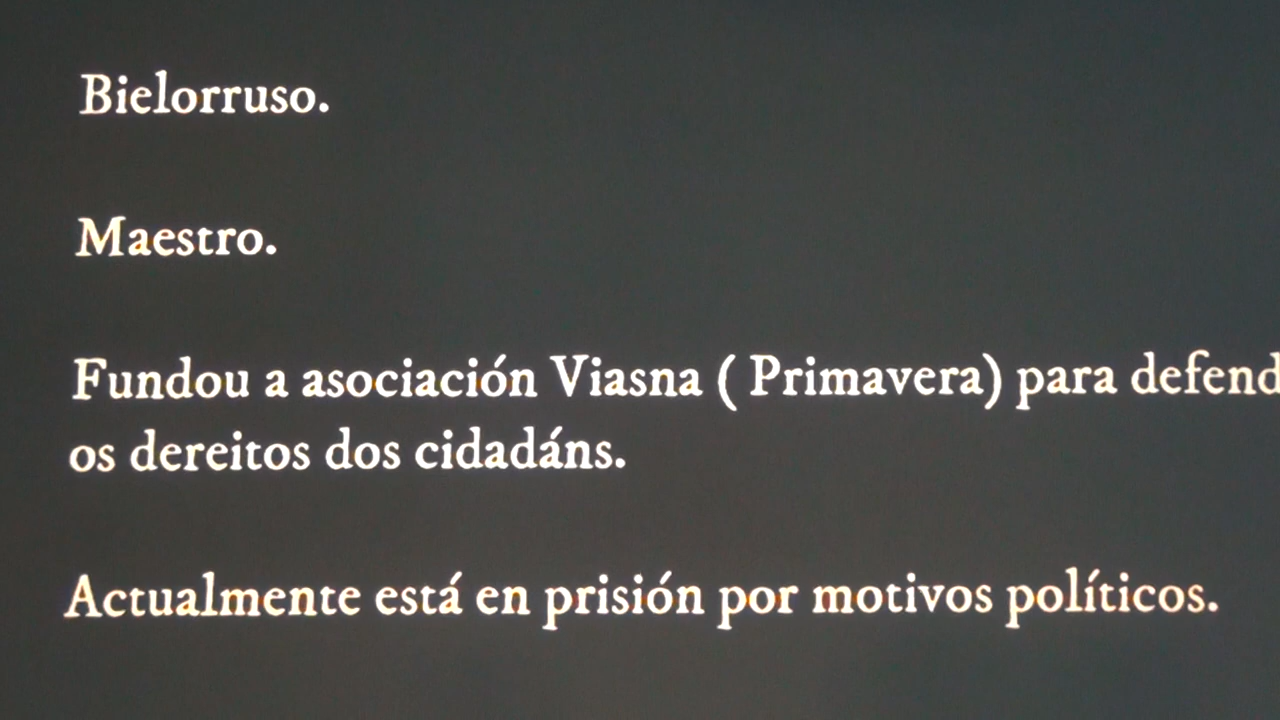 Bielorruso.
Maestro.
Fundou a asociación Viasna ( Primavera) para defend
os dereitos dos cidadáns.
Actualmente está en prisión por motivos políticos.